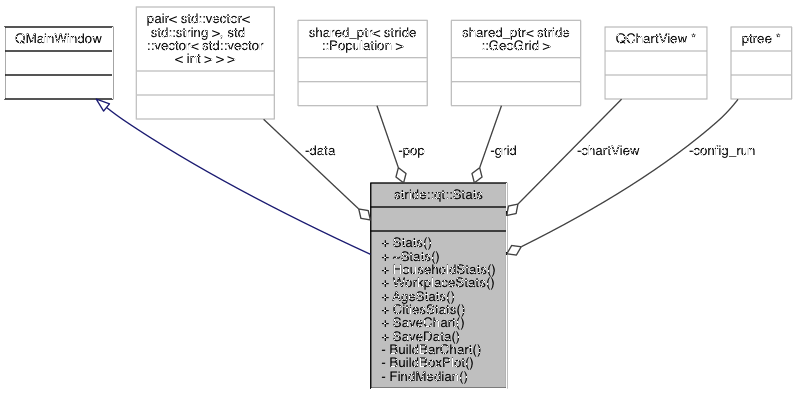 QMainWindow
pair< std::vector<
std::string >, std
::vector< std::vector
< int > > >
shared_ptr< stride
::Population >
shared_ptr< stride
::GeoGrid >
QChartView *
ptree *
-data
-pop
-grid
-chartView
-config_run
stride::qt::Stats
+ Stats()
+ ~Stats()
+ HouseholdStats()
+ WorkplaceStats()
+ AgeStats()
+ CitiesStats()
+ SaveChart()
+ SaveData()
- BuildBarChart()
- BuildBoxPlot()
- FindMedian()